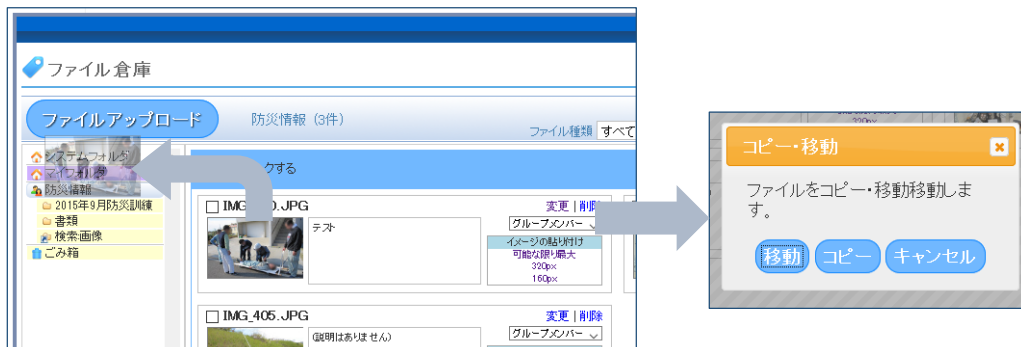 ファイル倉庫
ファイルアップロード
防災情報 (3件)
ファイル種類 すべて
システムフォルダ
マイフォルダ
防災情報
2015年9月防災訓練
書類
検索:画像
ごみ箱
クする
IMG_
0.JPG
変更 | 削除
テスト
グループメンバー
イメージの貼り付け
可能な限り最大
320px
160px
IMG_405.JPG
変更 | 削除
(説明はありません)
グループメンバー
320px
コピー・移動
ファイルをコピー・移動移動しま
す。
移動 コピー キャンセル